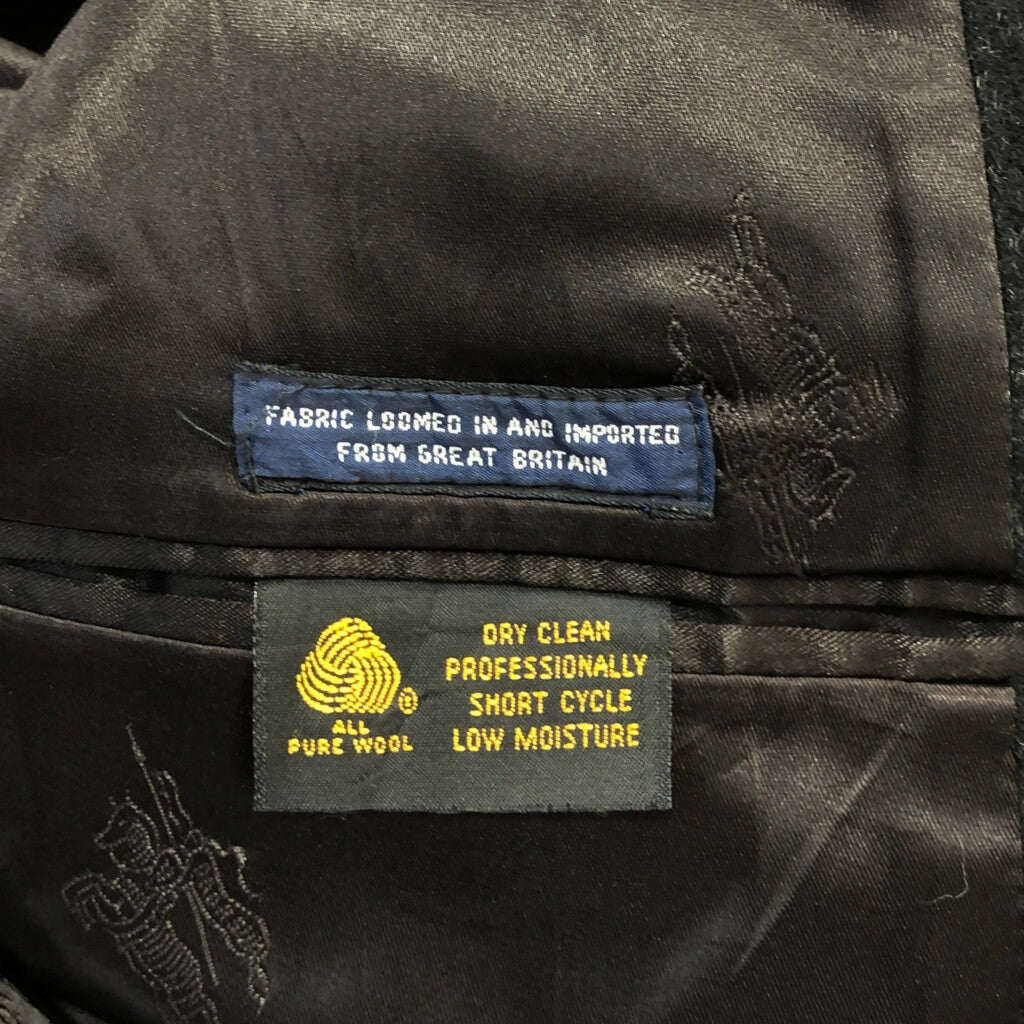 FABRIC LOOMED IN AND IMPORTED
FROM GREAT BRITAIN
®
ALL
PURE WOOL
DRY CLEAN
PROFESSIONALLY
SHORT CYCLE
LOW MOISTURE